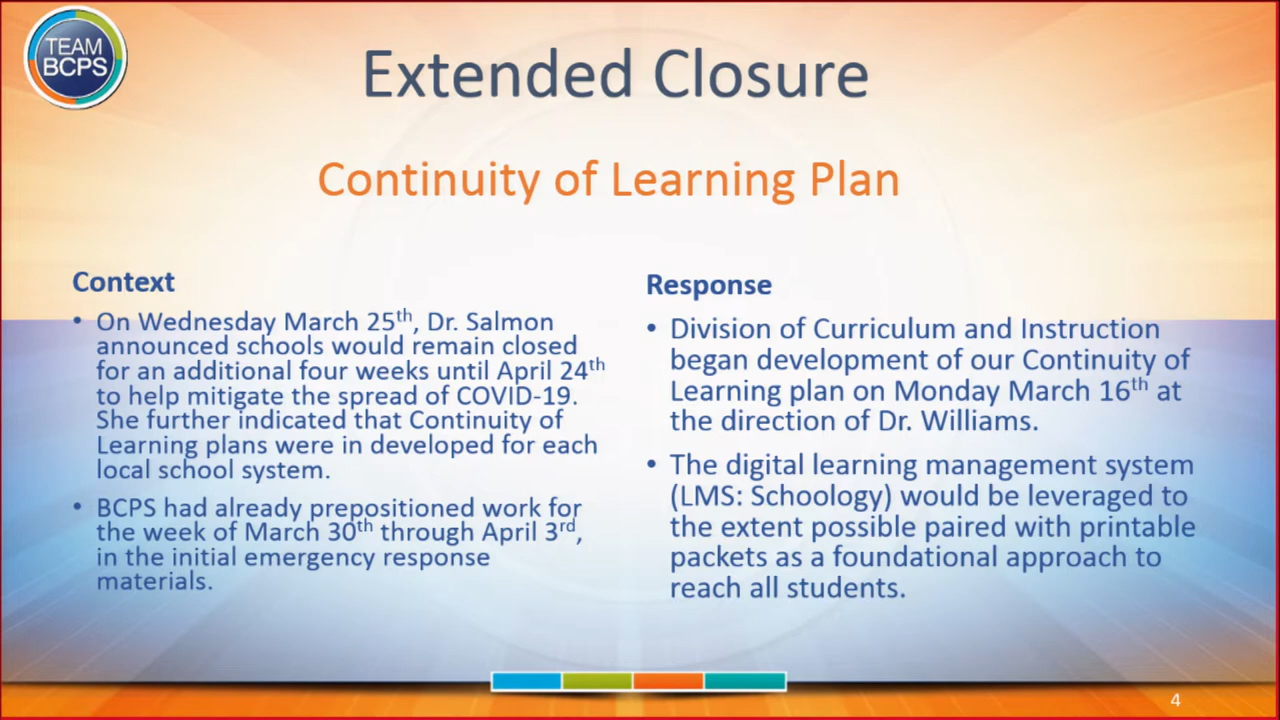 TEAM
BCPS
Extended Closure
Continuity of Learning Plan
Context
• On Wednesday March 25th, Dr. Salmon
announced schools would remain closed
for an additional four weeks until April 24th
to help mitigate the spread of COVID-19.
She further indicated that Continuity of
Learning plans were in developed for each
local school system.
• BCPS had already prepositioned work for
the week of March 30th through April 3rd,
in the initial emergency response
materials.
Response
• Division of Curriculum and Instruction
began development of our Continuity of
Learning plan on Monday March 16th at
the direction of Dr. Williams.
• The digital learning management system
(LMS: Schoology) would be leveraged to
the extent possible paired with printable
packets as a foundational approach to
reach all students.
4